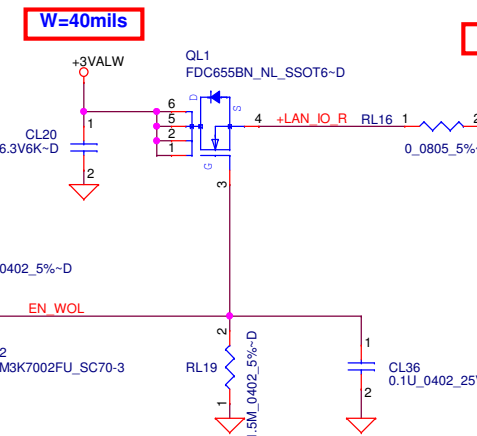 W=40mils
+3VALW
QL1
FDC655BN_NL_SSOT6~D
D
S
G
6
5
2
1
4
3
+LAN_IO_R
RL16
1
2
0_0805_5%~
1
CL20
6.3V6K~D
2
0402_5%~D
EN_WOL
2
M3K7002FU_SC70-3
2
RL19
1
.5M_0402_5%~D
1
CL36
0.1U_0402_25V
2